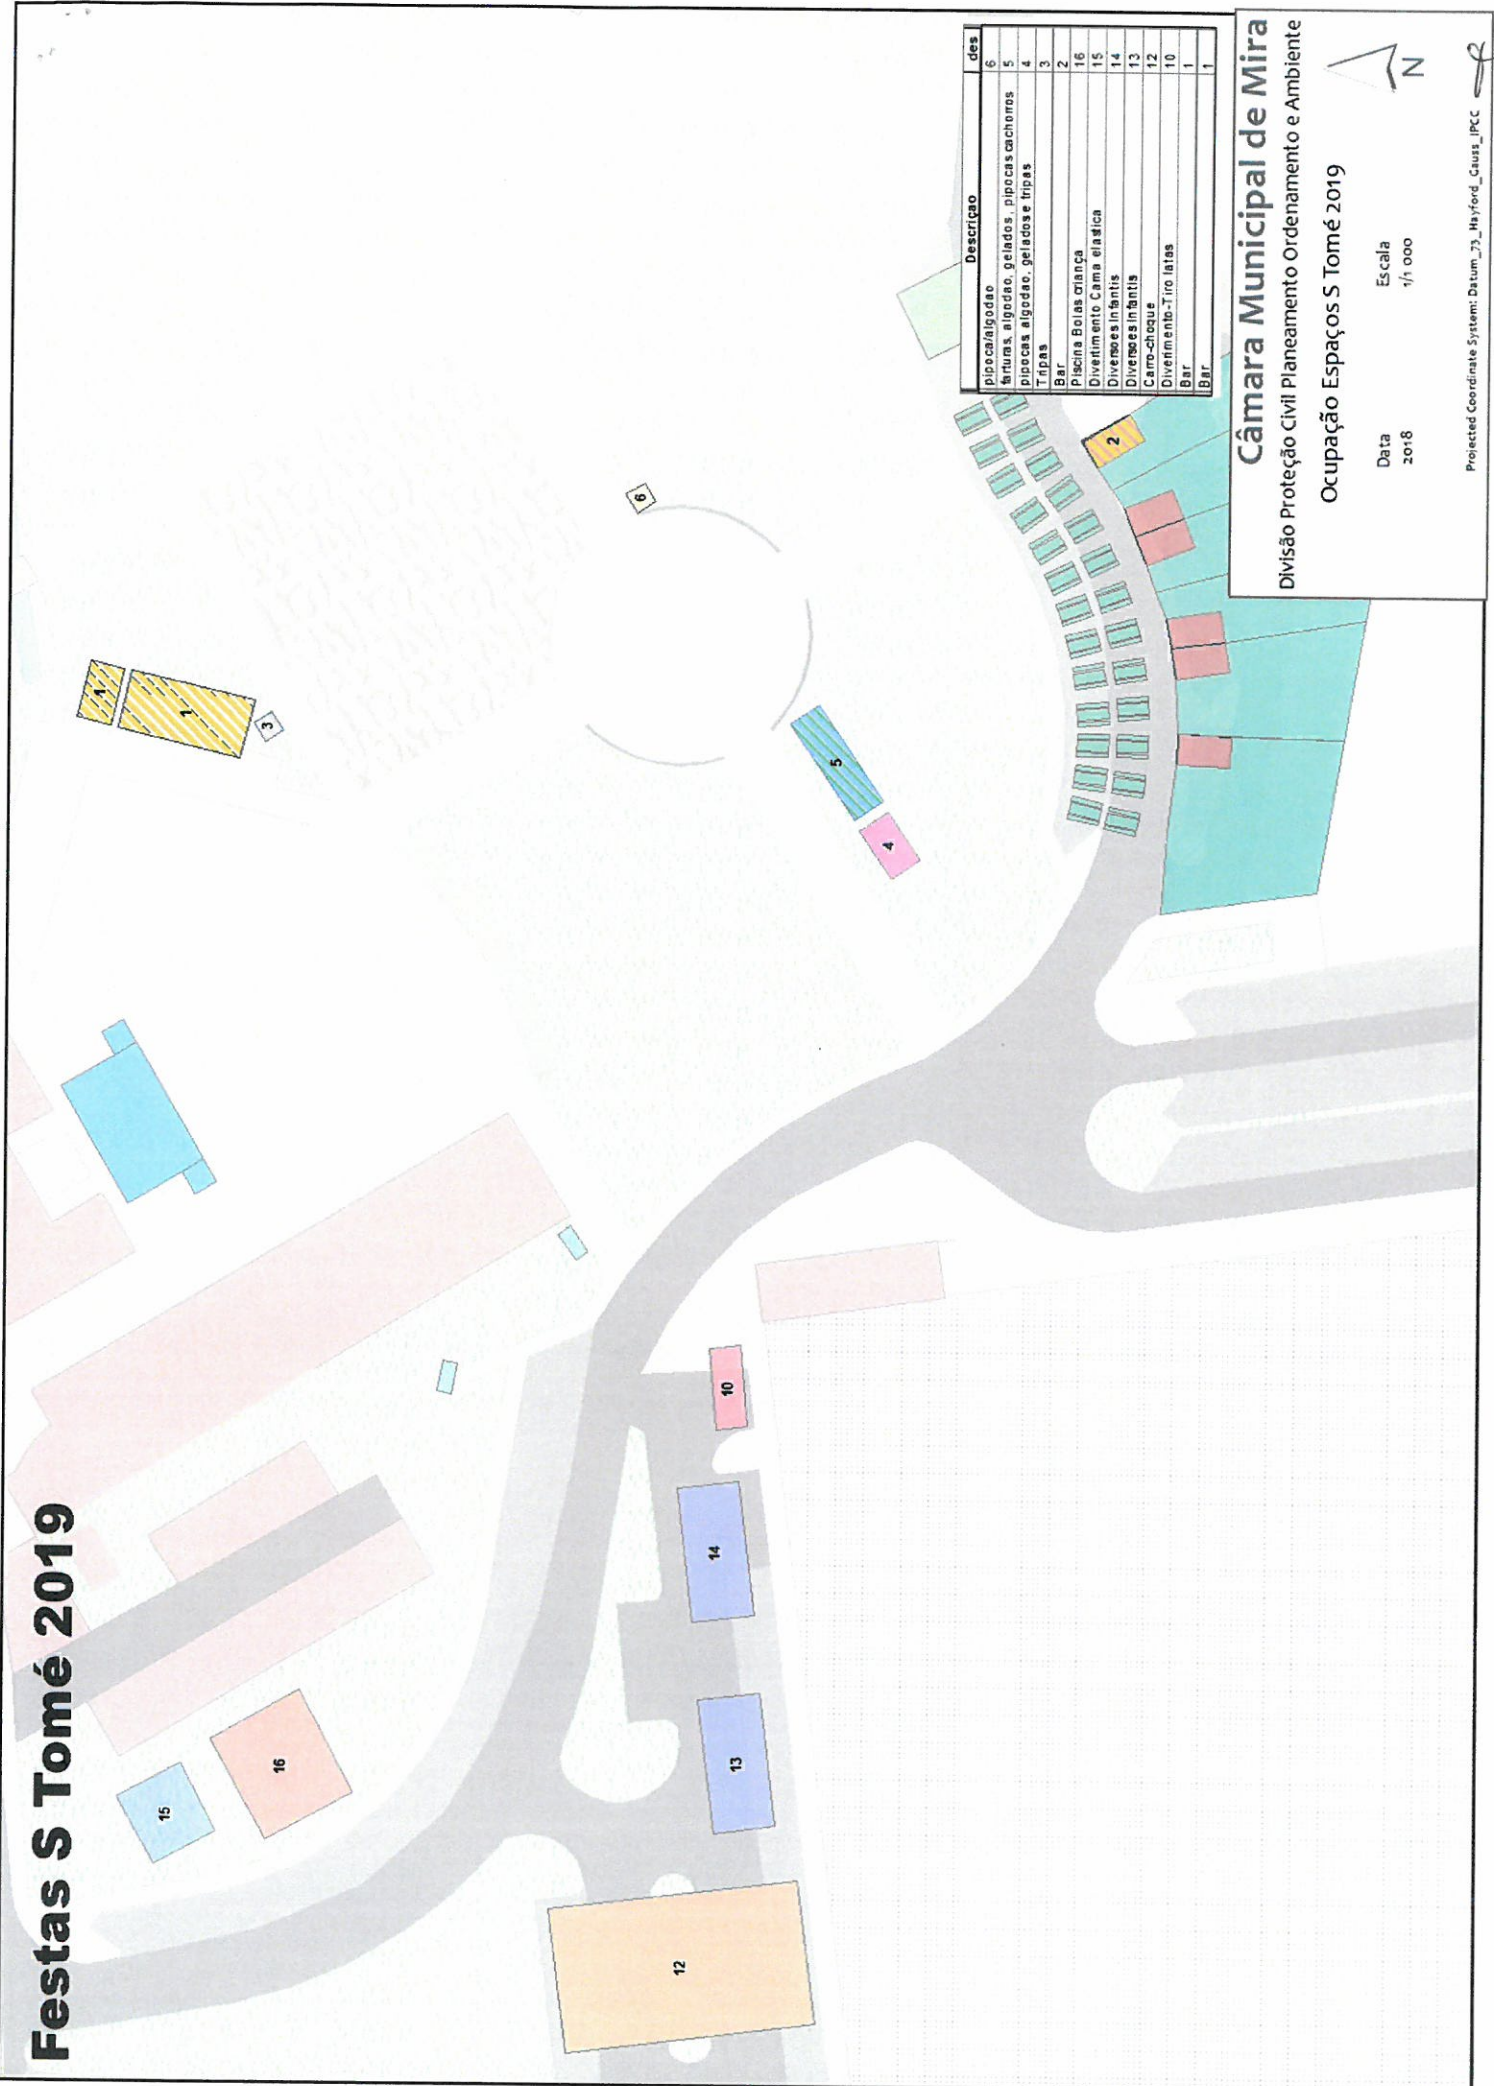 Festas S Tomé 2019
1
1
3
6
5
4
2
15
16
10
14
13
12
Descriçao des
pipoca/algodao 6
farturas, algodao, gelados, pipocas cachorros 5
pipocas, algodao, gelados e tripas 4
Tripas 3
Bar 2
Piscina Bolas criança 16
Divertimento Cama elastica 15
Diversoes Infantis 14
Diversoes Infantis 13
Carro-choque 12
Divertimento-Tiro latas 10
Bar 1
Bar 1
Câmara Municipal de Mira
Divisão Proteção Civil Planeamento Ordenamento e Ambiente
Ocupação Espaços S Tomé 2019
Data Escala
2018 1/1 000
N
Projected Coordinate System: Datum_73_Hayford_Gauss_IPCC